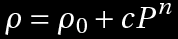 ρ = ρ₀ + cPⁿ